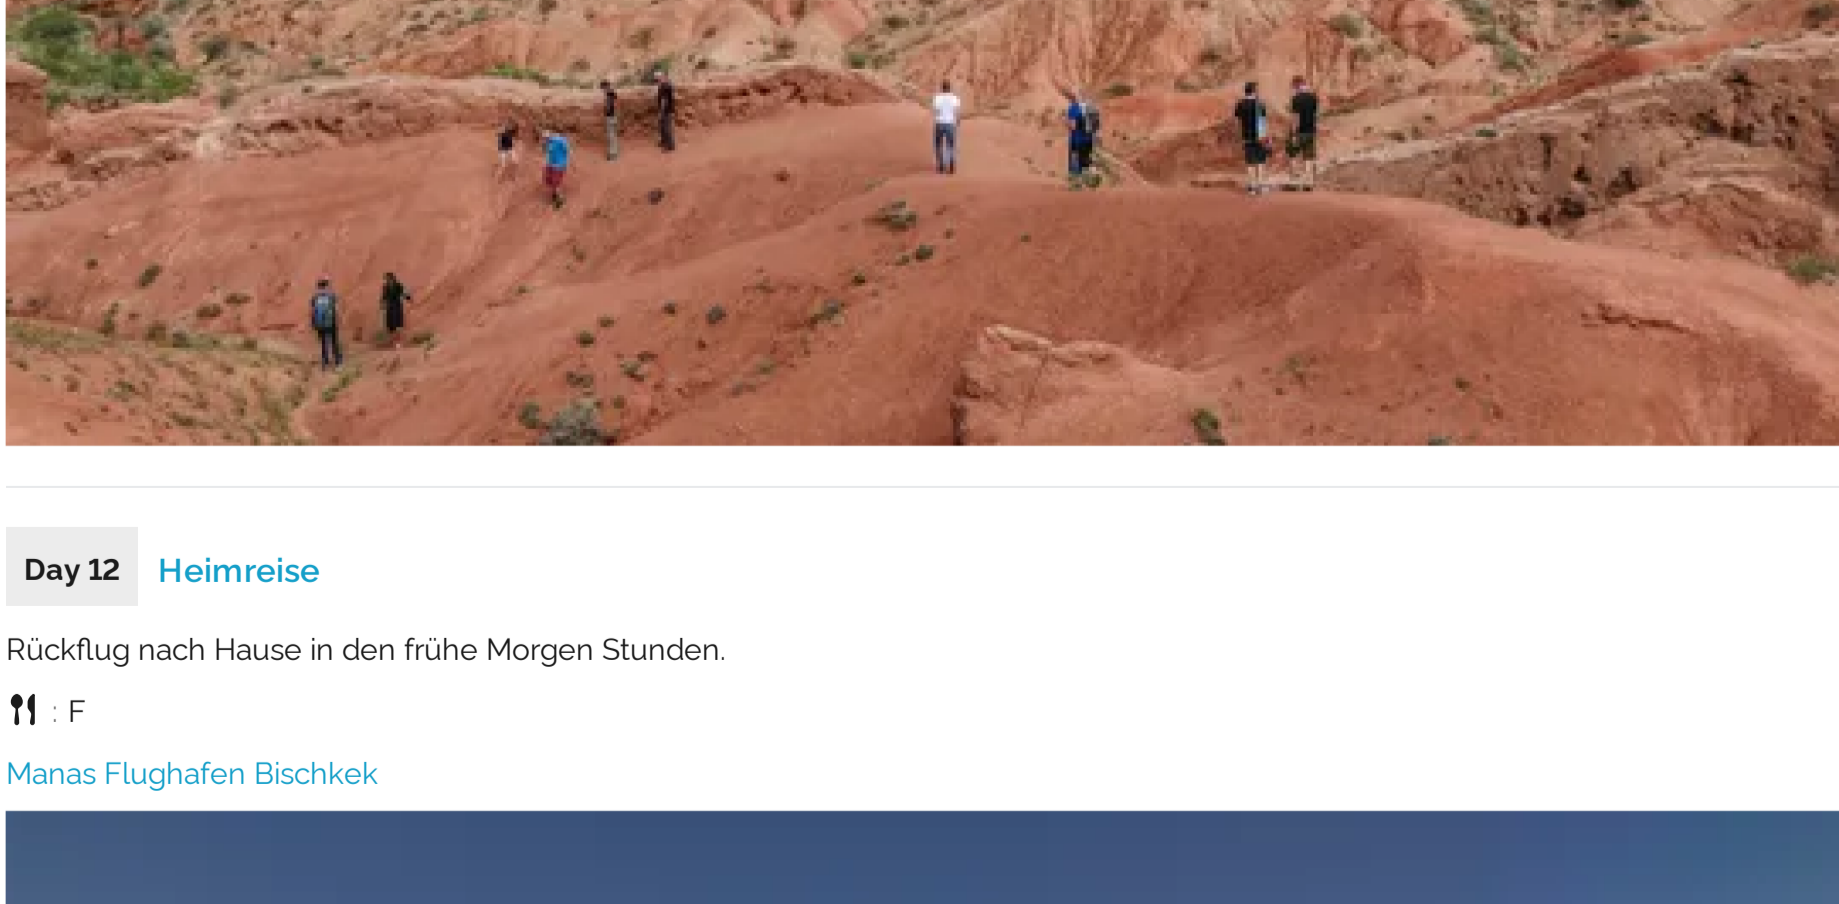 Day 12 Heimreise
Rückflug nach Hause in den frühe Morgen Stunden.
: F
Manas Flughafen Bischkek